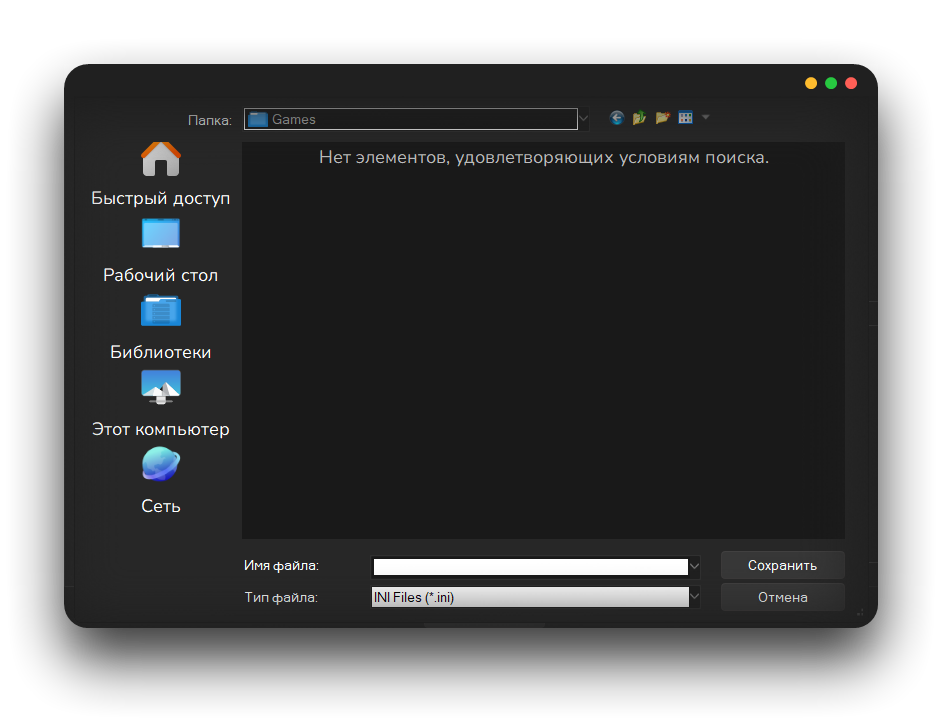 Папка: Games
Нет элементов, удовлетворяющих условиям поиска.
Быстрый доступ
Рабочий стол
Библиотеки
Этот компьютер
Сеть
Имя файла: Сохранить
Тип файла: INI Files (*.ini) Отмена